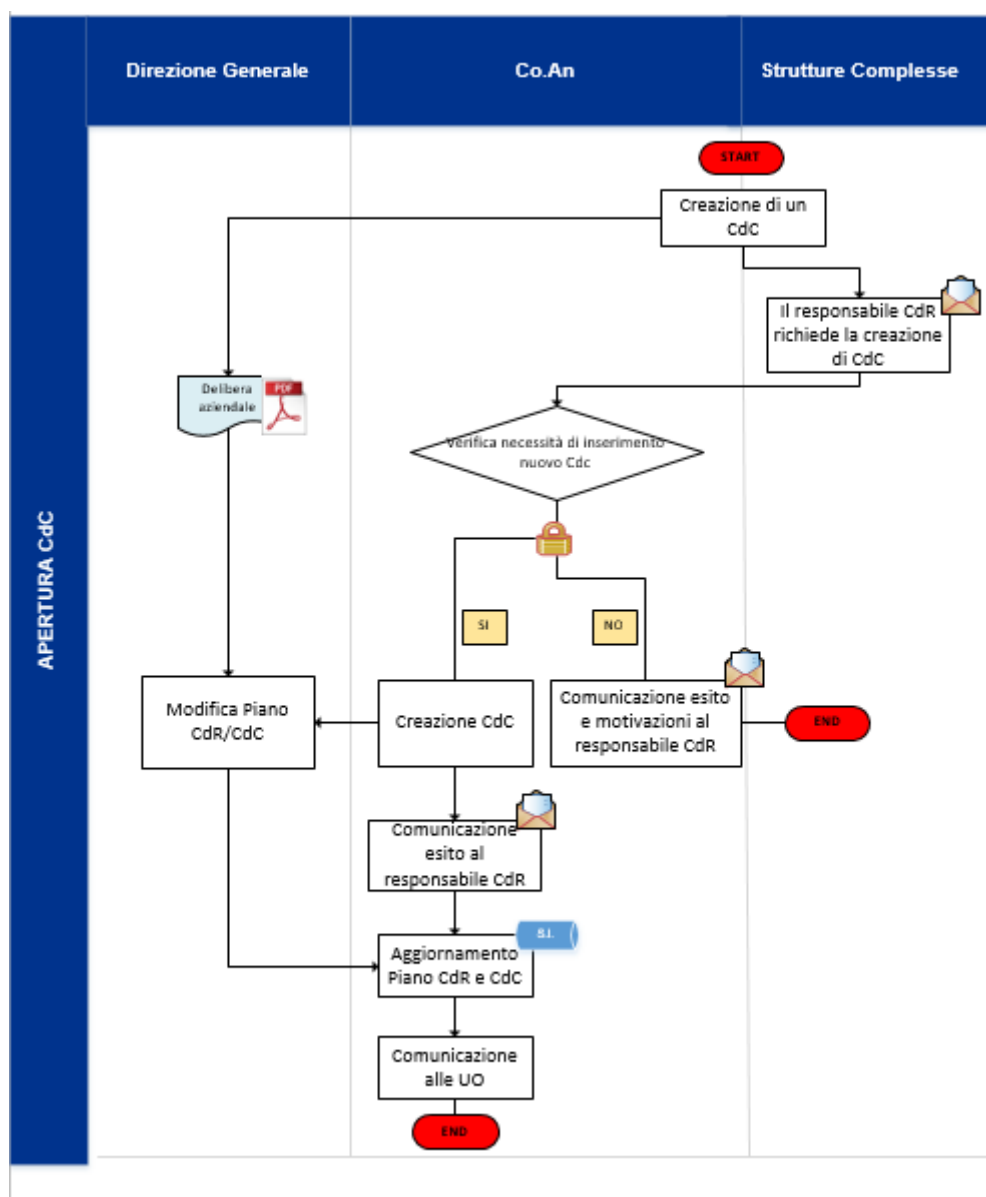 Direzione Generale
Co.An
Strutture Complesse
APERTURA CdC
START
Creazione di un
CdC
Il responsabile CdR
richiede la creazione
di CdC
Delibera
aziendale
PDF
Verifica necessità di inserimento
nuovo Cdc
SI
NO
Modifica Piano
CdR/CdC
Creazione CdC
Comunicazione esito
e motivazioni al
responsabile CdR
END
Comunicazione
esito al
responsabile CdR
S.I.
Aggiornamento
Piano CdR e CdC
Comunicazione
alle UO
END